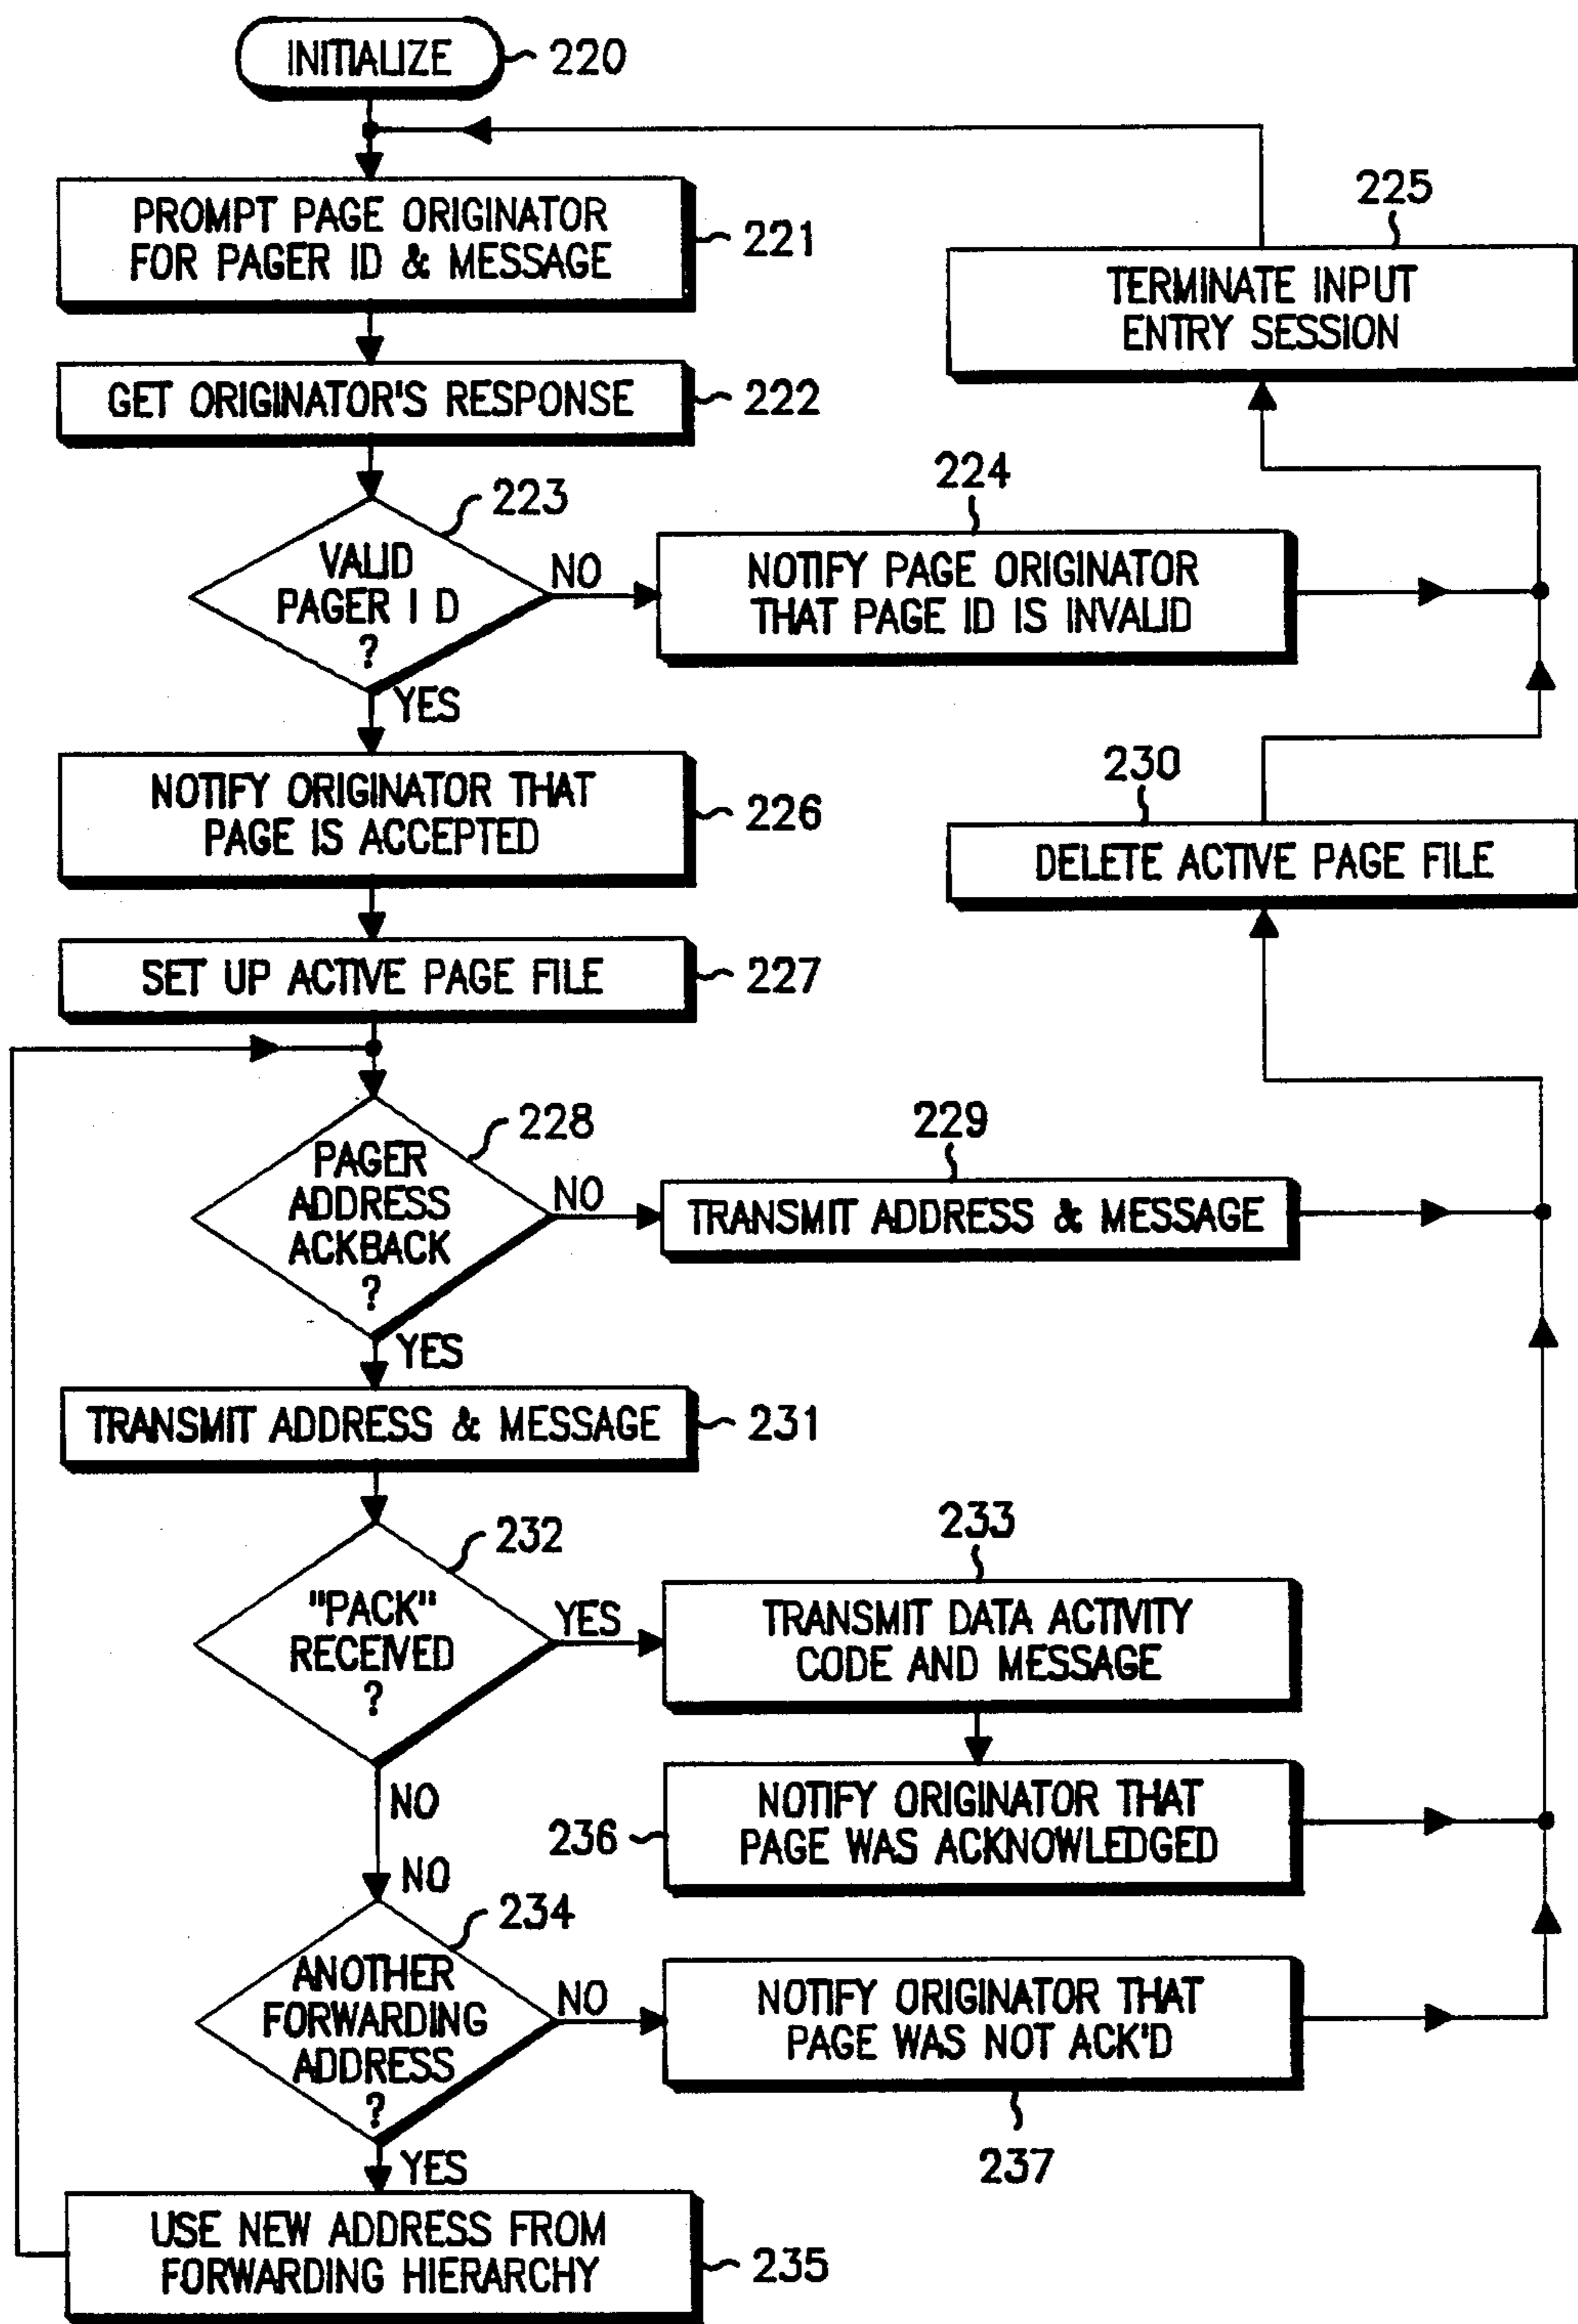 INITIALIZE
220
PROMPT PAGE ORIGINATOR
FOR PAGER ID & MESSAGE
221
225
TERMINATE INPUT
ENTRY SESSION
GET ORIGINATOR'S RESPONSE
222
223
VALID
PAGER I D
?
NO
YES
224
NOTIFY PAGE ORIGINATOR
THAT PAGE ID IS INVALID
NOTIFY ORIGINATOR THAT
PAGE IS ACCEPTED
226
230
DELETE ACTIVE PAGE FILE
SET UP ACTIVE PAGE FILE
227
228
PAGER
ADDRESS
ACKBACK
?
NO
YES
229
TRANSMIT ADDRESS & MESSAGE
TRANSMIT ADDRESS & MESSAGE
231
232
"PACK"
RECEIVED
?
YES
NO
233
TRANSMIT DATA ACTIVITY
CODE AND MESSAGE
236
NOTIFY ORIGINATOR THAT
PAGE WAS ACKNOWLEDGED
NO
234
ANOTHER
FORWARDING
ADDRESS
?
NO
YES
NOTIFY ORIGINATOR THAT
PAGE WAS NOT ACK'D
237
USE NEW ADDRESS FROM
FORWARDING HIERARCHY
235